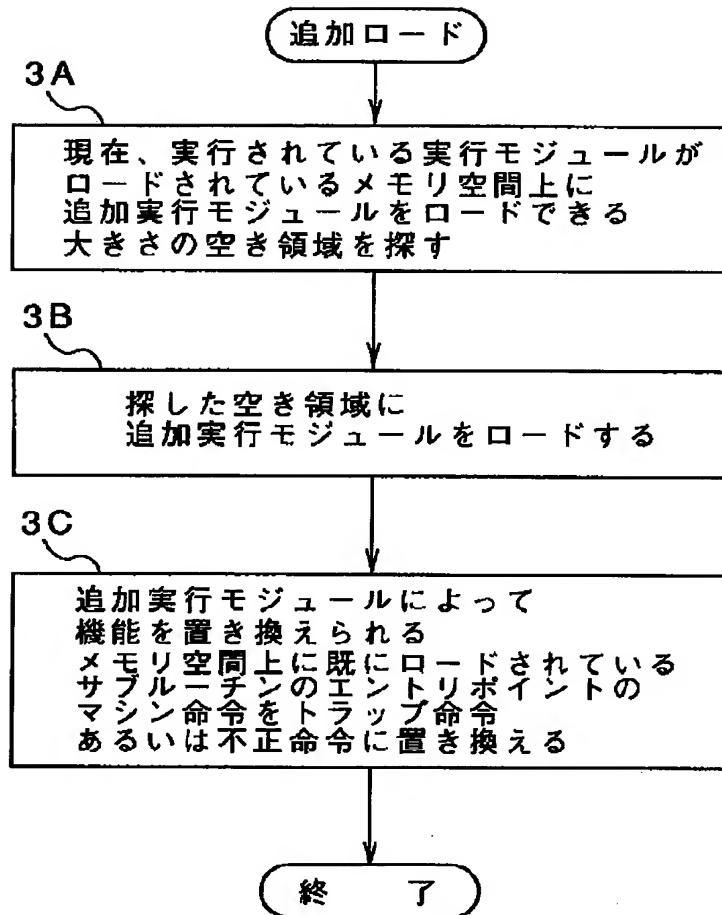 追加ロード
3A
現在、実行されている実行モジュールが
ロードされているメモリ空間上に
追加実行モジュールをロードできる
大きさの空き領域を探す
3B
探した空き領域に
追加実行モジュールをロードする
3C
追加実行モジュールによって
機能を置き換えられる
メモリ空間上に既にロードされている
サブルーチンのエントリポイントの
マシン命令をトラップ命令
あるいは不正命令に置き換える
終 了